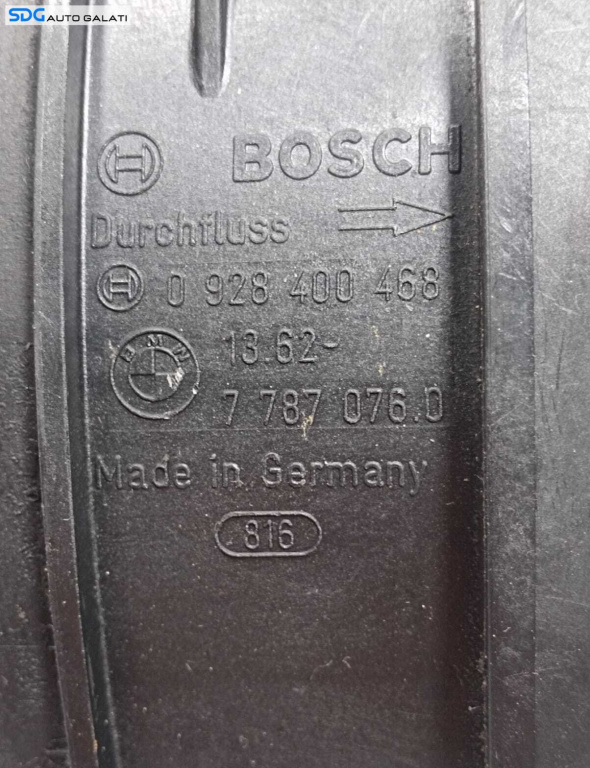 SDG AUTO GALATI
BOSCH
Durchfluss
0 928 400 468
BMW
13.62-
7 787 076.0
Made in Germany
816